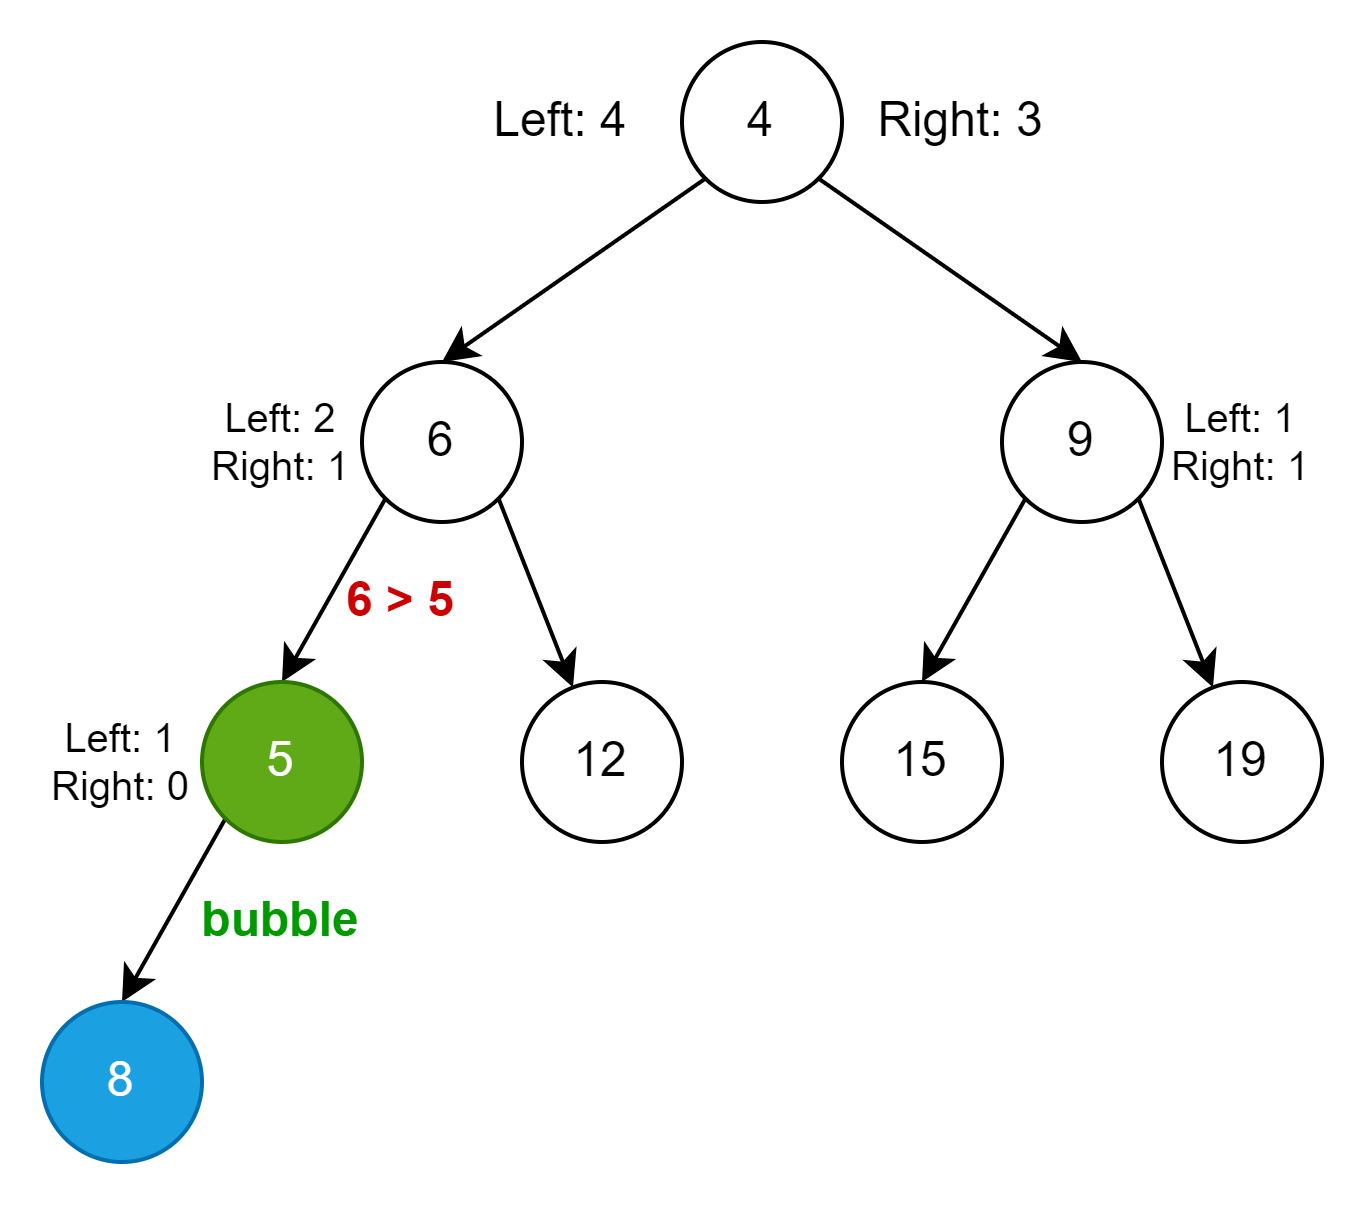 Left: 4
4
Right: 3
Left: 2
Right: 1
6
9
Left: 1
Right: 1
6 > 5
Left: 1
Right: 0
5
12
15
19
bubble
8